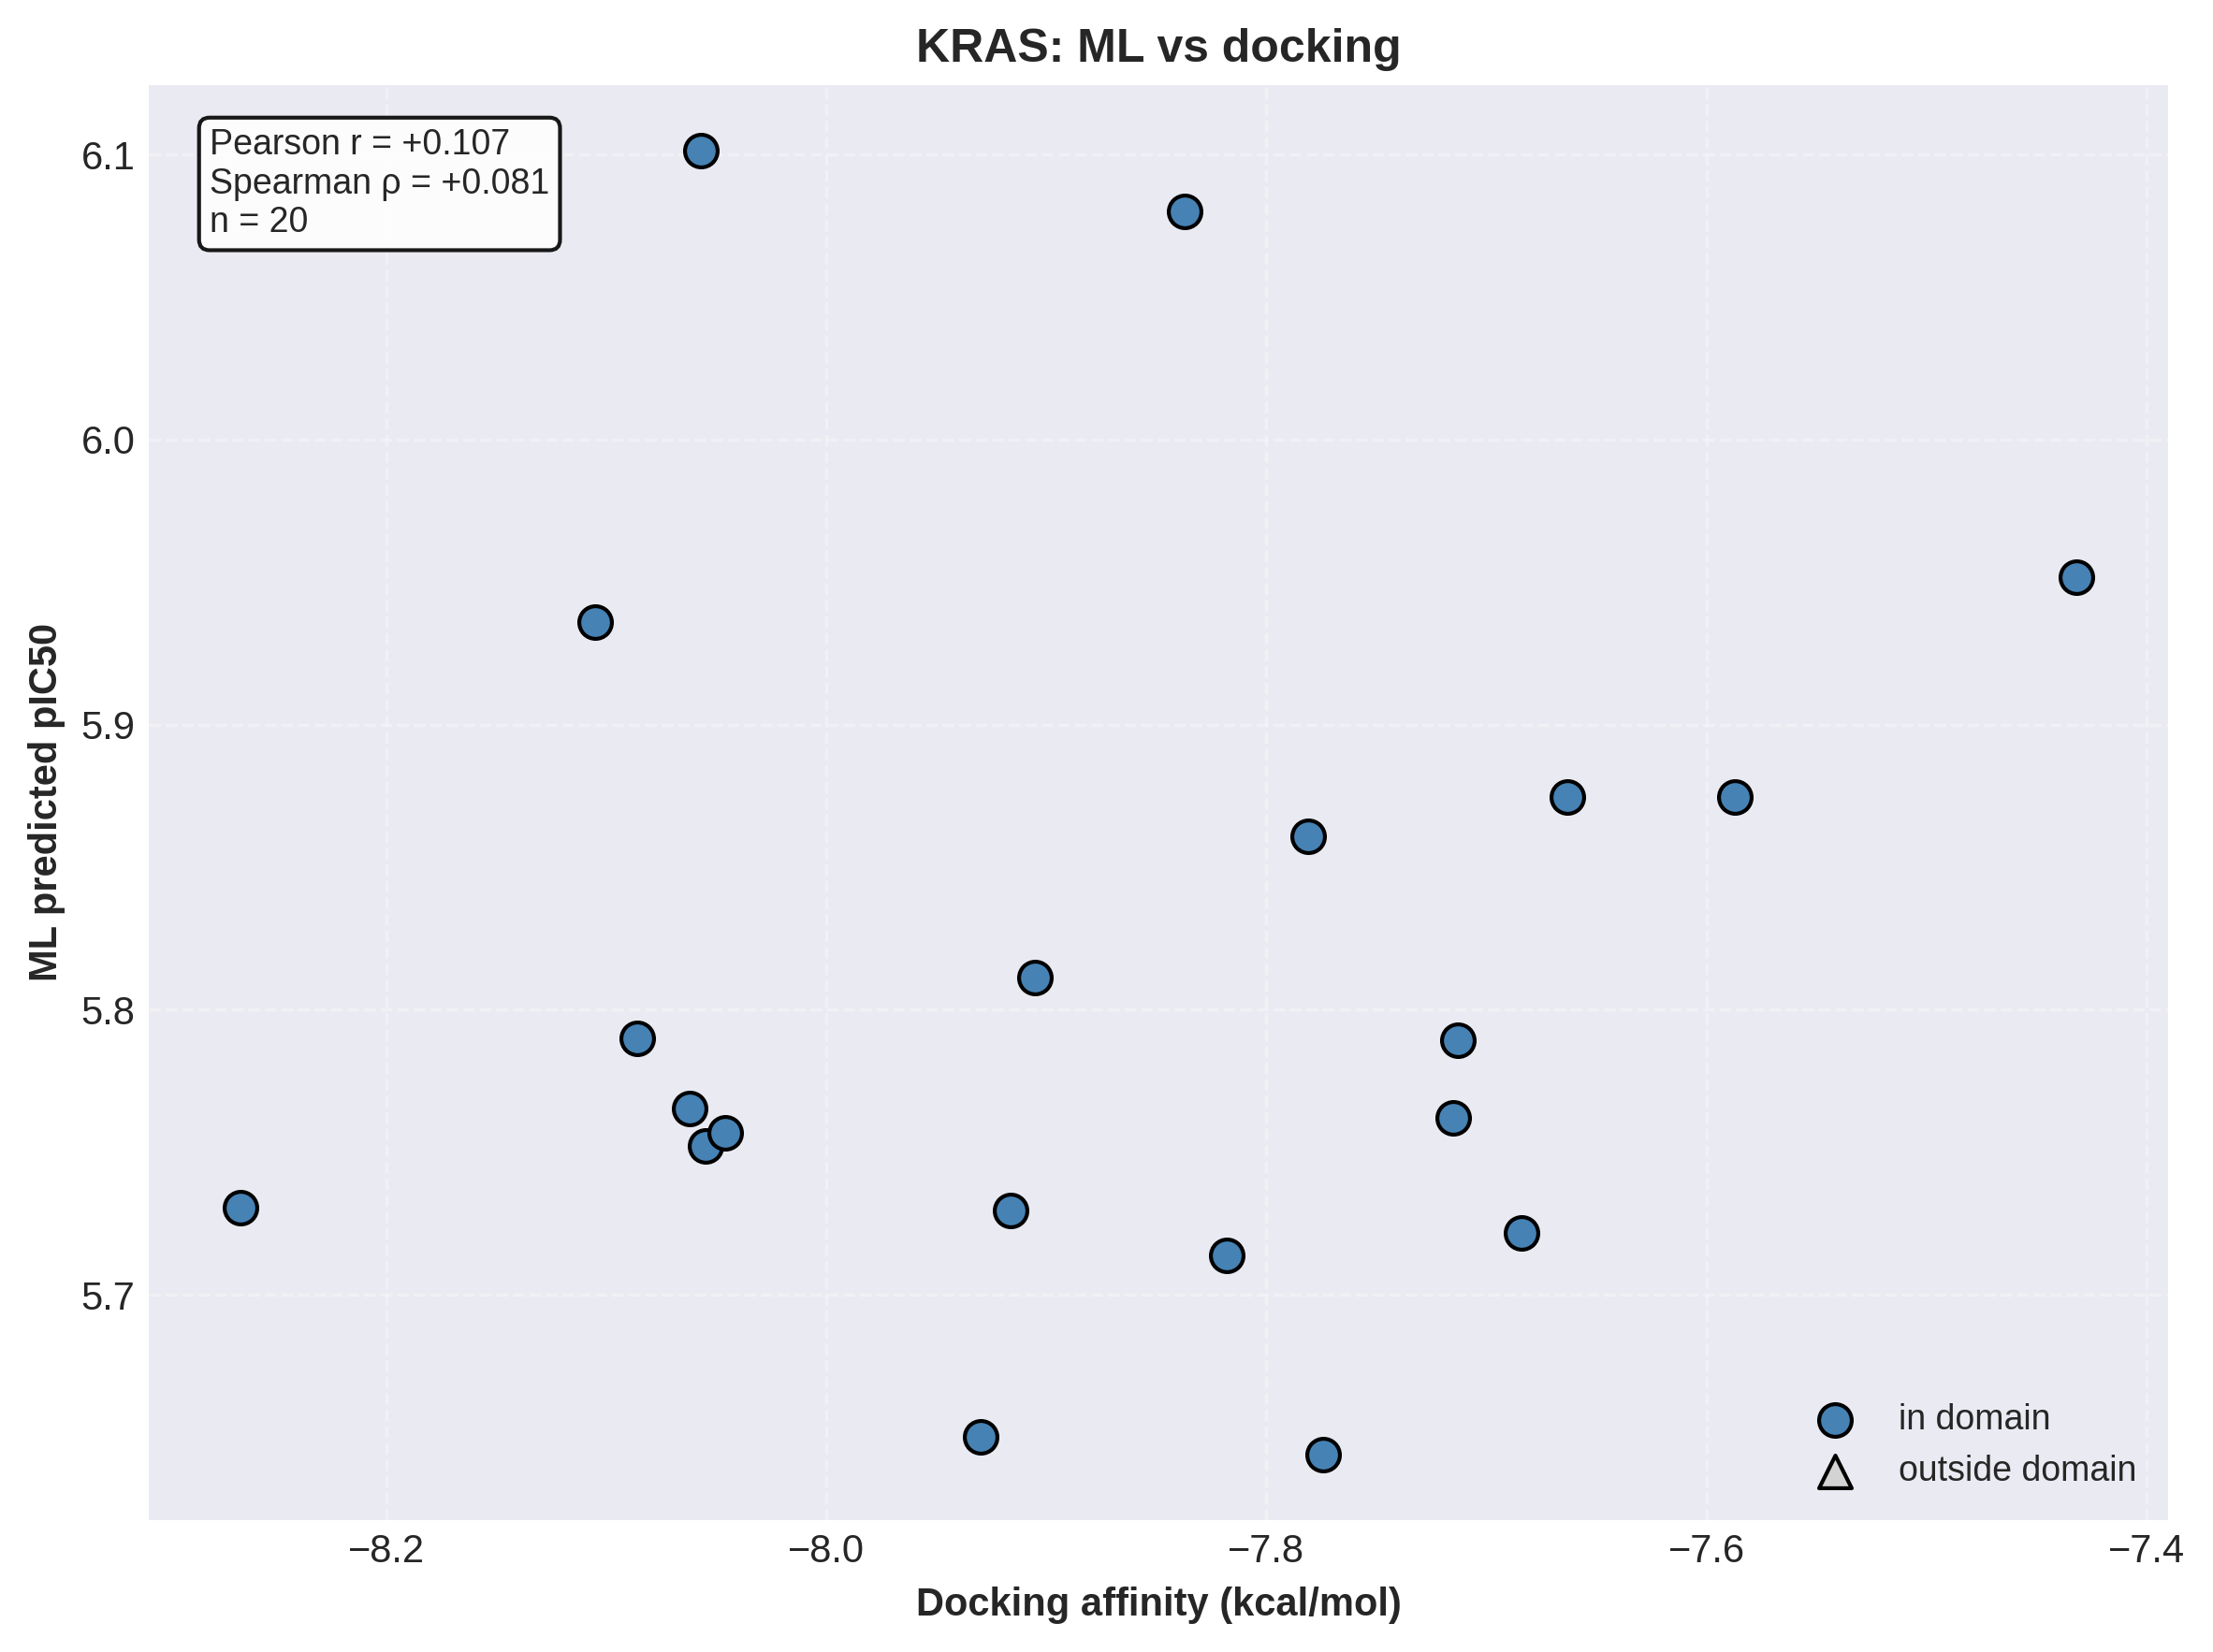 KRAS: ML vs docking
Pearson r = +0.107
Spearman ρ = +0.081
n = 20
6.1
6.0
5.9
5.8
5.7
ML predicted pIC50
in domain
outside domain
−8.2
−8.0
−7.8
−7.6
−7.4
Docking affinity (kcal/mol)